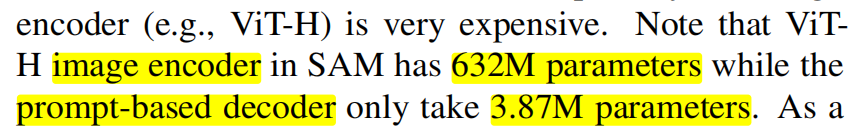 encoder (e.g., ViT-H) is very expensive. Note that ViT-
H image encoder in SAM has 632M parameters while the
prompt-based decoder only take 3.87M parameters. As a